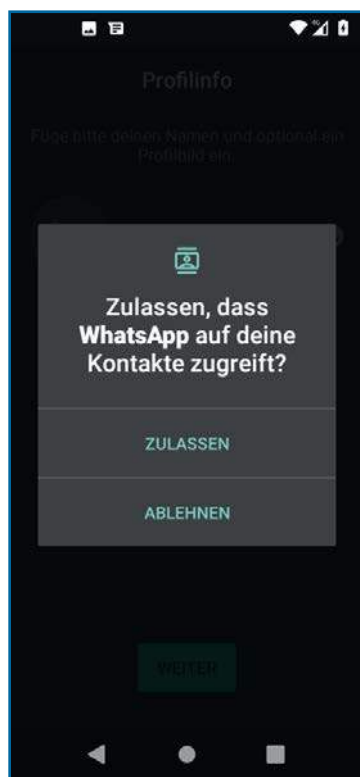 Profilinfo
Füge bitte deinen Namen und optional ein
Profilbild ein.
Zulassen, dass
WhatsApp auf deine
Kontakte zugreift?
ZULASSEN
ABLEHNEN
WEITER